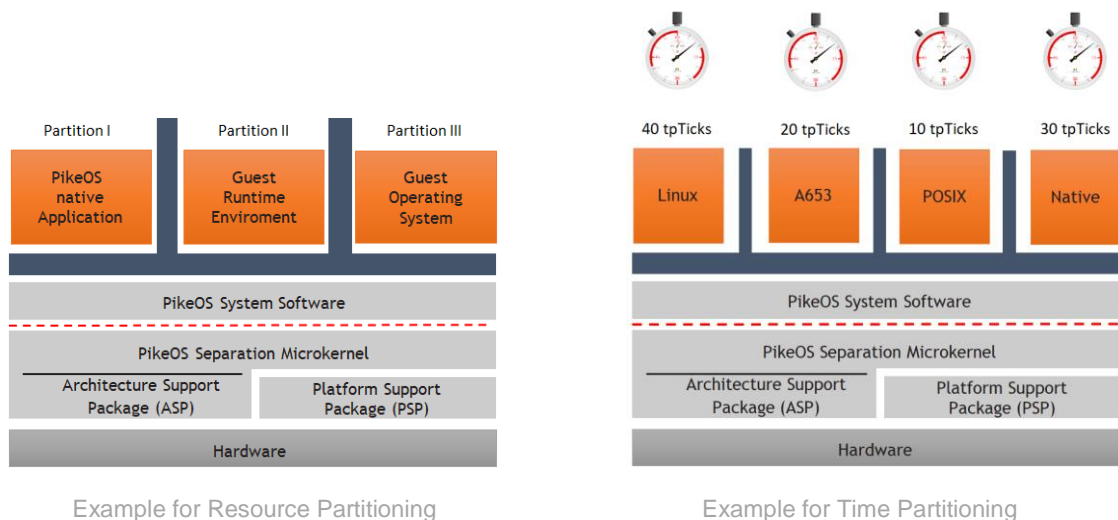 Partition I
Partition II
Partition III
PikeOS
native
Application
Guest
Runtime
Enviroment
Guest
Operating
System
PikeOS System Software
PikeOS Separation Microkernel
Architecture Support
Package (ASP)
Platform Support
Package (PSP)
Hardware
Example for Resource Partitioning
40 tpTicks
20 tpTicks
10 tpTicks
30 tpTicks
Linux
A653
POSIX
Native
PikeOS System Software
PikeOS Separation Microkernel
Architecture Support
Package (ASP)
Platform Support
Package (PSP)
Hardware
Example for Time Partitioning